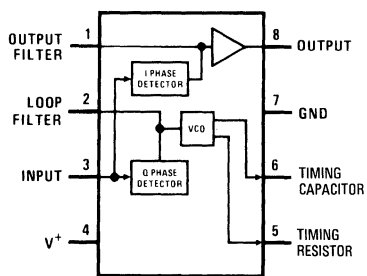 OUTPUT 1
FILTER
8 OUTPUT
I PHASE
DETECTOR
LOOP 2
FILTER
7 GND
VCO
INPUT 3
Q PHASE
DETECTOR
6 TIMING
CAPACITOR
V+ 4
5 TIMING
RESISTOR